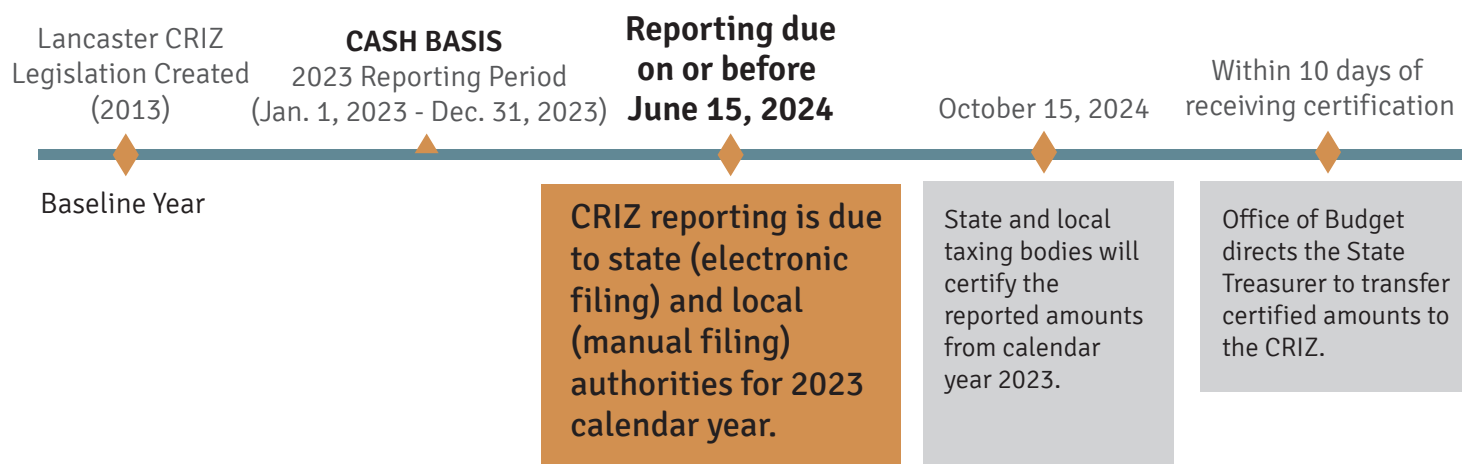 Lancaster CRIZ
Legislation Created
(2013)
Baseline Year
CASH BASIS
2023 Reporting Period
(Jan. 1, 2023 - Dec. 31, 2023)
Reporting due
on or before
June 15, 2024
CRIZ reporting is due
to state (electronic
filing) and local
(manual filing)
authorities for 2023
calendar year.
October 15, 2024
State and local
taxing bodies will
certify the
reported amounts
from calendar
year 2023.
Within 10 days of
receiving certification
Office of Budget
directs the State
Treasurer to transfer
certified amounts to
the CRIZ.